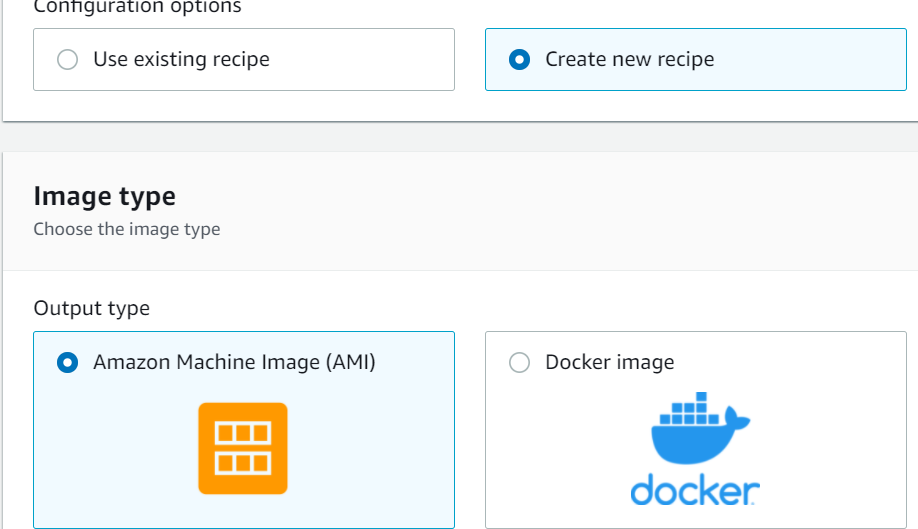 Configuration options
Use existing recipe
Create new recipe
Image type
Choose the image type
Output type
Amazon Machine Image (AMI)
Docker image
docker